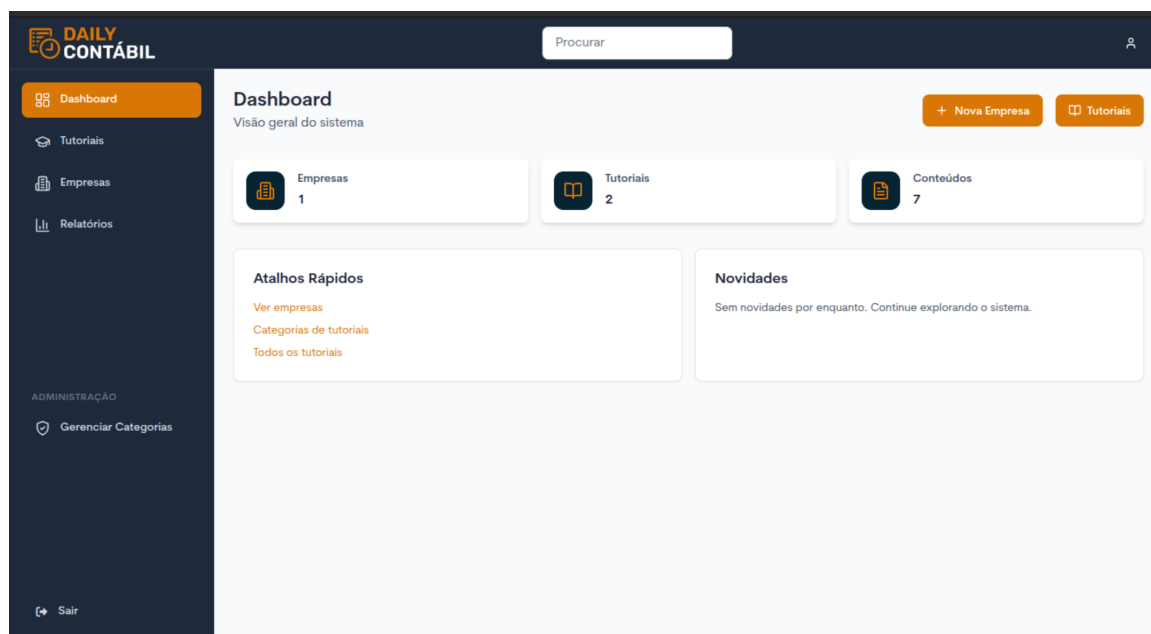 DAILY
CONTÁBIL
Procurar
Dashboard
Tutoriais
Empresas
Relatórios
ADMINISTRAÇÃO
Gerenciar Categorias
Sair
Dashboard
Visão geral do sistema
+ Nova Empresa
Tutoriais
Empresas
1
Tutoriais
2
Conteúdos
7
Atalhos Rápidos
Ver empresas
Categorias de tutoriais
Todos os tutoriais
Novidades
Sem novidades por enquanto. Continue explorando o sistema.